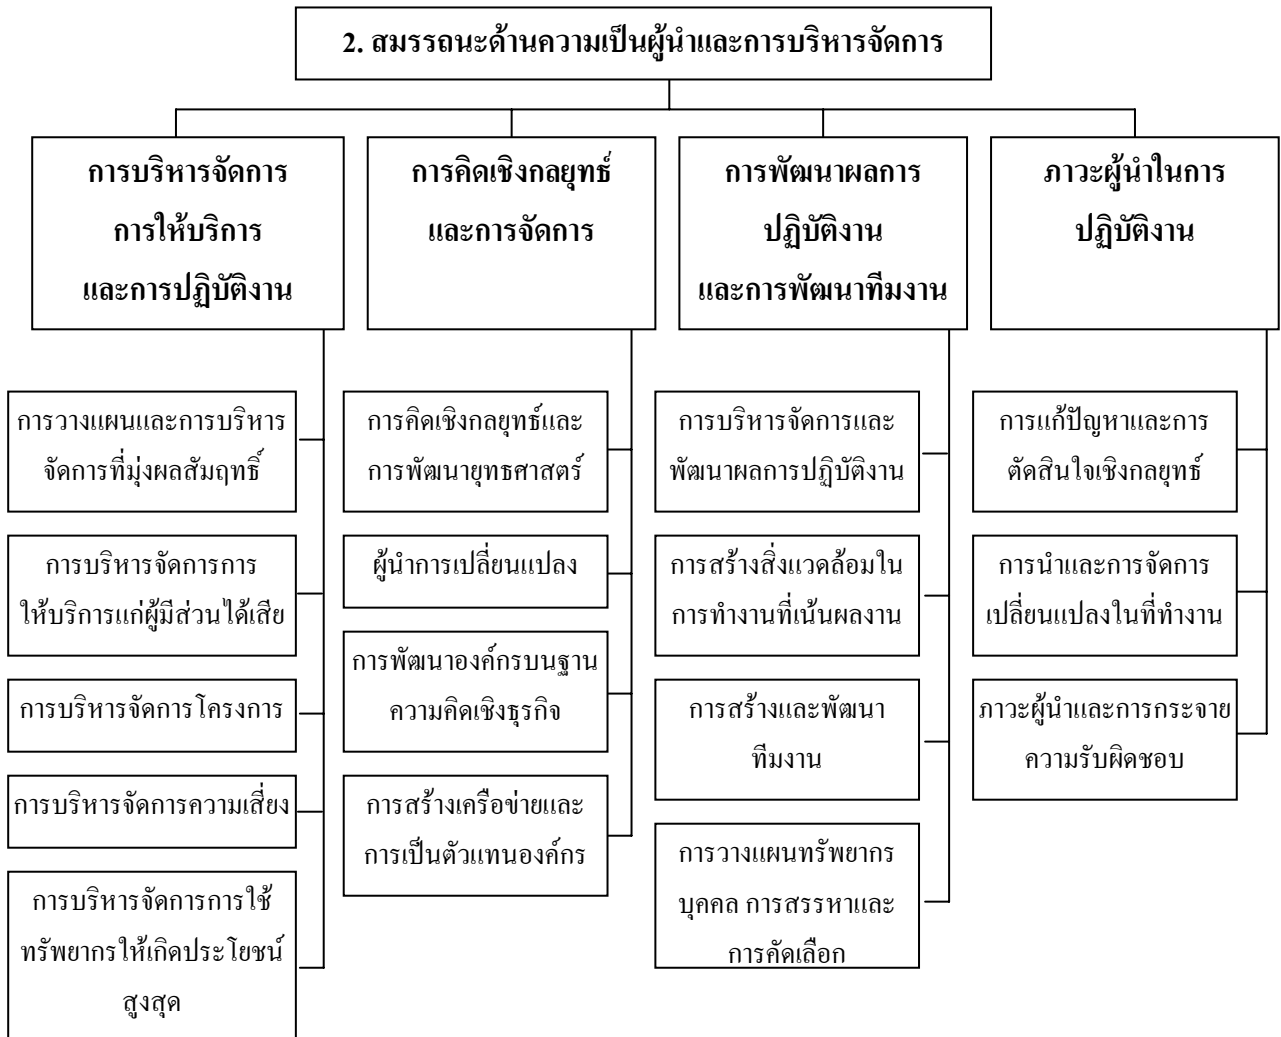 2. สมรรถนะด้านความเป็นผู้นำและการบริหารจัดการ
การบริหารจัดการ
การให้บริการ
และการปฏิบัติงาน
การคิดเชิงกลยุทธ์
และการจัดการ
การพัฒนาผลการ
ปฏิบัติงาน
และการพัฒนาทีมงาน
ภาวะผู้นำในการ
ปฏิบัติงาน
การวางแผนและการบริหาร
จัดการที่มุ่งผลสัมฤทธิ์
การบริหารจัดการการ
ให้บริการแก่ผู้มีส่วนได้เสีย
การบริหารจัดการโครงการ
การบริหารจัดการความเสี่ยง
การบริหารจัดการการใช้
ทรัพยากรให้เกิดประโยชน์
สูงสุด
การคิดเชิงกลยุทธ์และ
การพัฒนายุทธศาสตร์
ผู้นำการเปลี่ยนแปลง
การพัฒนาองค์กรบนฐาน
ความคิดเชิงธุรกิจ
การสร้างเครือข่ายและ
การเป็นตัวแทนองค์กร
การบริหารจัดการและ
พัฒนาผลการปฏิบัติงาน
การสร้างสิ่งแวดล้อมใน
การทำงานที่เน้นผลงาน
การสร้างและพัฒนา
ทีมงาน
การวางแผนทรัพยากร
บุคคล การสรรหาและ
การคัดเลือก
การแก้ปัญหาและการ
ตัดสินใจเชิงกลยุทธ์
การนำและการจัดการ
เปลี่ยนแปลงในที่ทำงาน
ภาวะผู้นำและการกระจาย
ความรับผิดชอบ